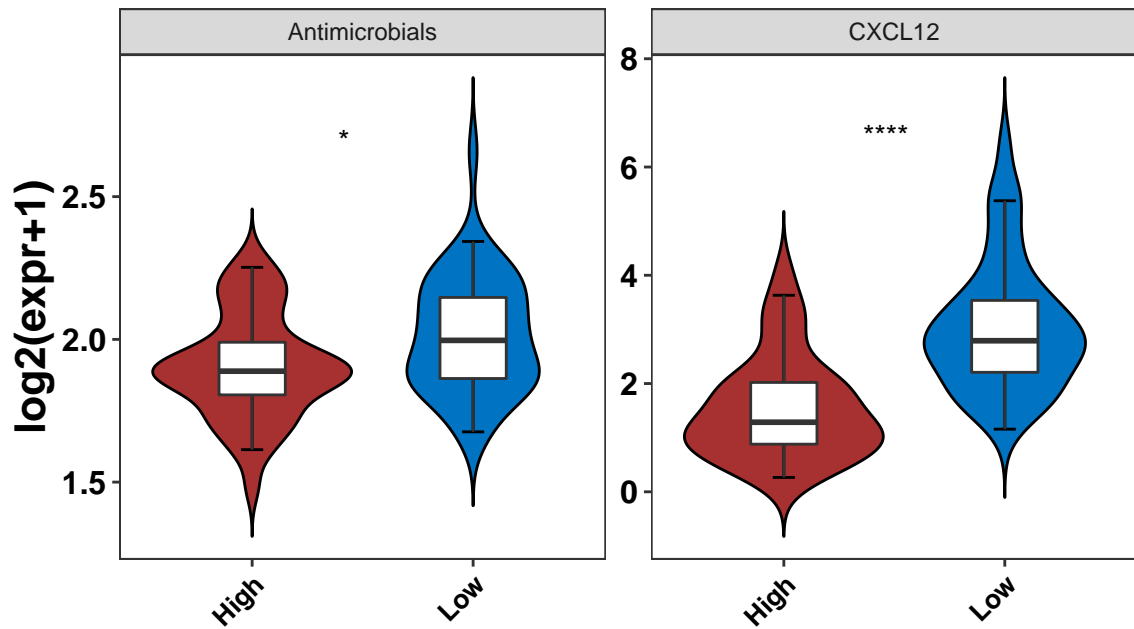 Antimicrobials
CXCL12
log2(expr+1)
2.5
2.0
1.5
*
High
Low
8
6
4
2
0
****
High
Low